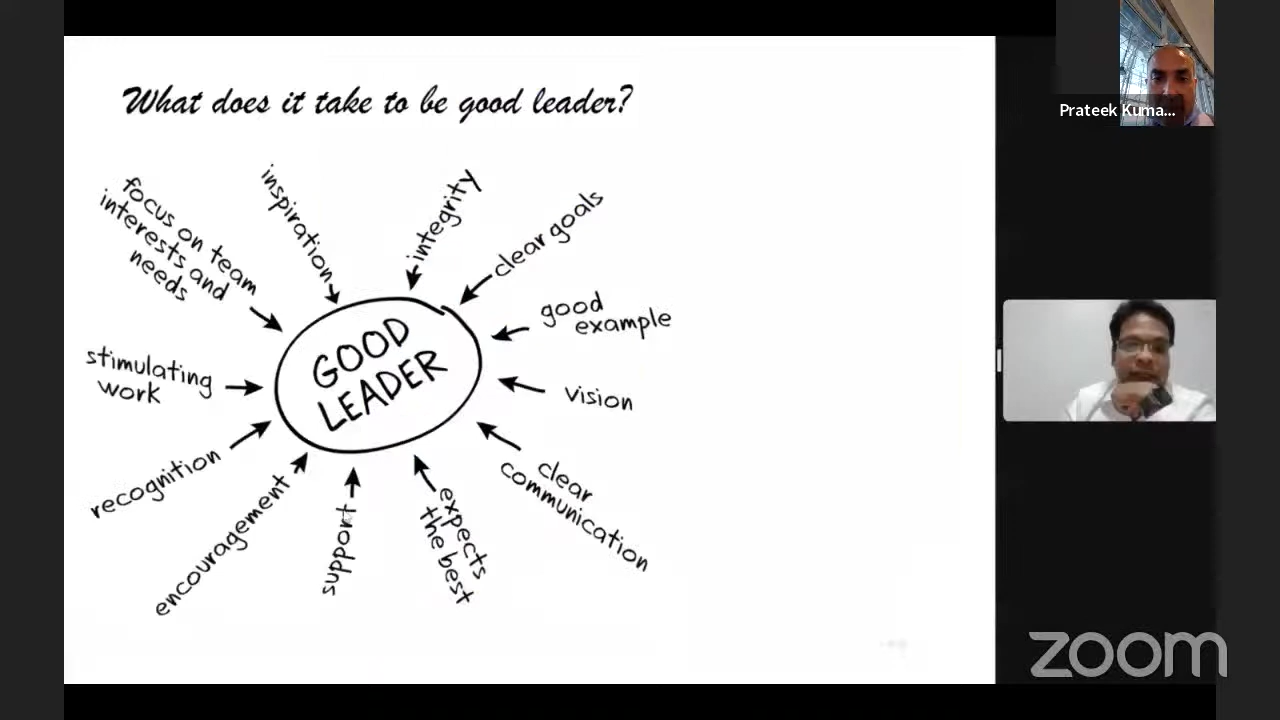 What does it take to be good leader?
Prateek Kuma...
focus on team
interests and
needs
inspiration
integrity
clear goals
good
example
vision
clear
communication
expects
the best
support
encouragement
recognition
stimulating
work
GOOD
LEADER
zoom